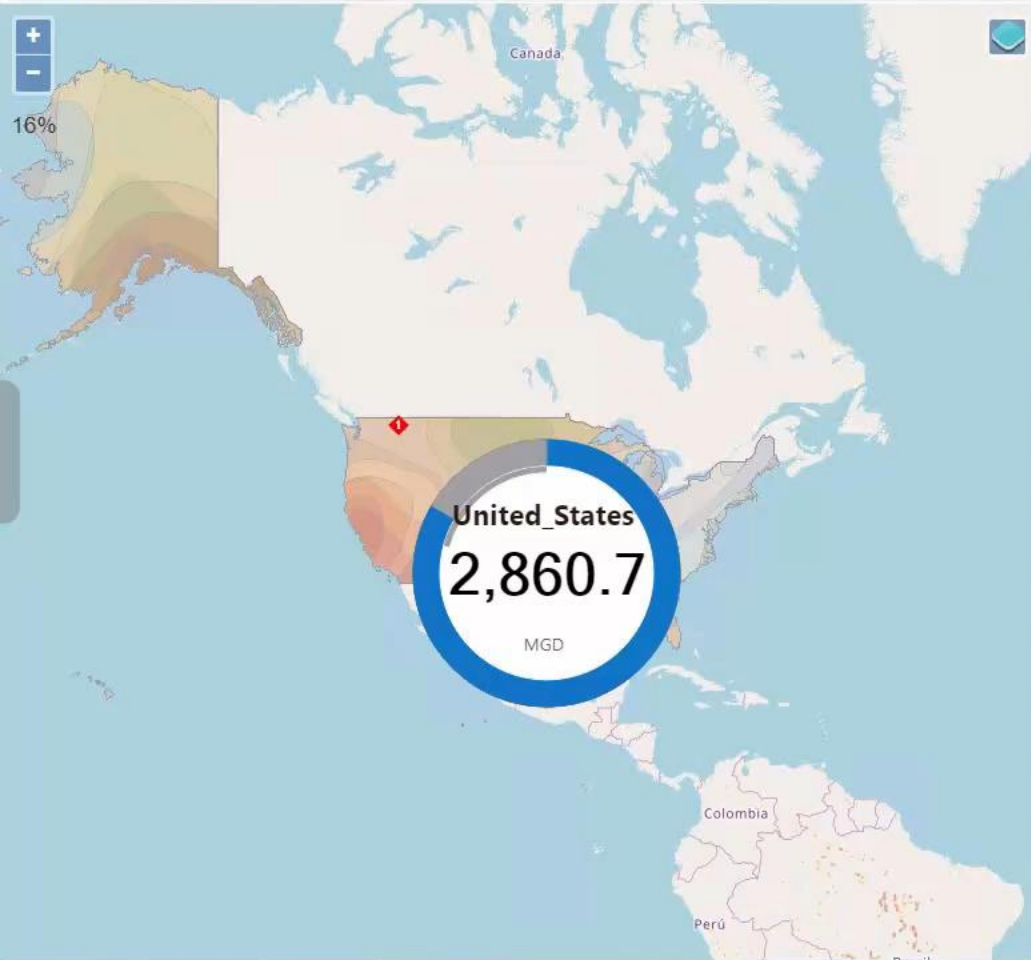 Canada
+
−
16%
1
United_States
2,860.7
MGD
Colombia
Perú